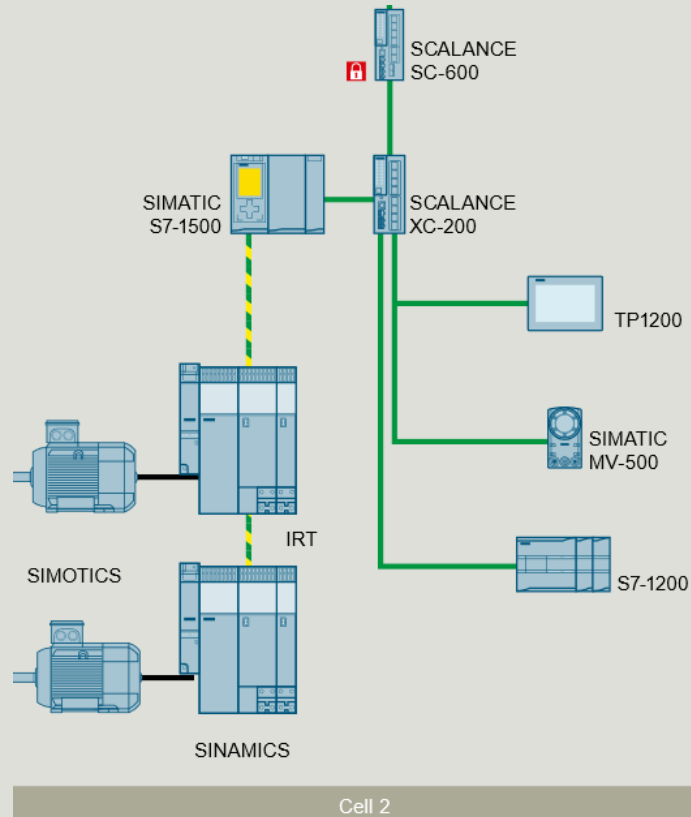 SCALANCE
SC-600
SIMATIC
S7-1500
SCALANCE
XC-200
TP1200
SIMATIC
MV-500
IRT
SIMOTICS
S7-1200
SINAMICS
Cell 2